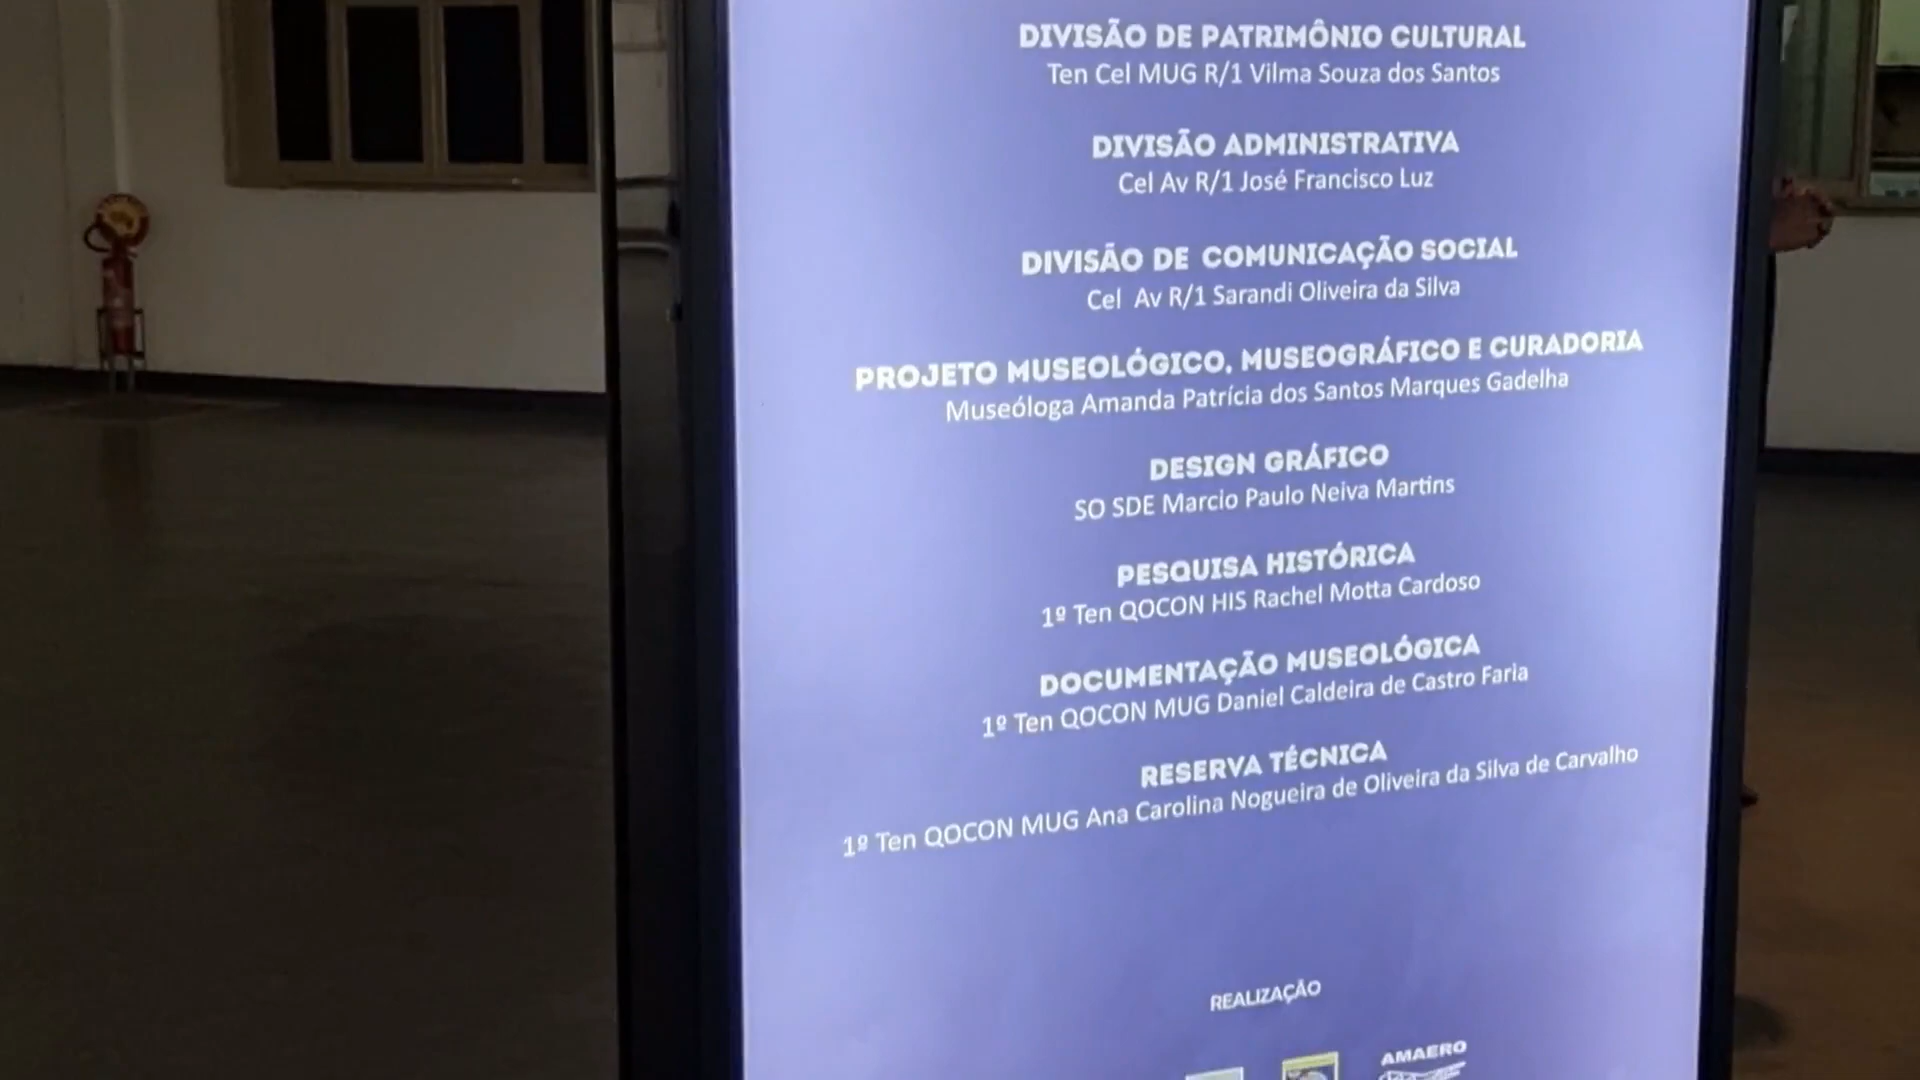 DIVISÃO DE PATRIMÔNIO CULTURAL
Ten Cel MUG R/1 Vilma Souza dos Santos
DIVISÃO ADMINISTRATIVA
Cel Av R/1 José Francisco Luz
DIVISÃO DE COMUNICAÇÃO SOCIAL
Cel Av R/1 Sarandi Oliveira da Silva
PROJETO MUSEOLÓGICO, MUSEOGRÁFICO E CURADORIA
Museóloga Amanda Patrícia dos Santos Marques Gadelha
DESIGN GRÁFICO
SO SDE Marcio Paulo Neiva Martins
PESQUISA HISTÓRICA
1º Ten QOCON HIS Rachel Motta Cardoso
DOCUMENTAÇÃO MUSEOLÓGICA
1º Ten QOCON MUG Daniel Caldeira de Castro Faria
RESERVA TÉCNICA
1º Ten QOCON MUG Ana Carolina Nogueira de Oliveira da Silva de Carvalho
REALIZAÇÃO
AMAERO